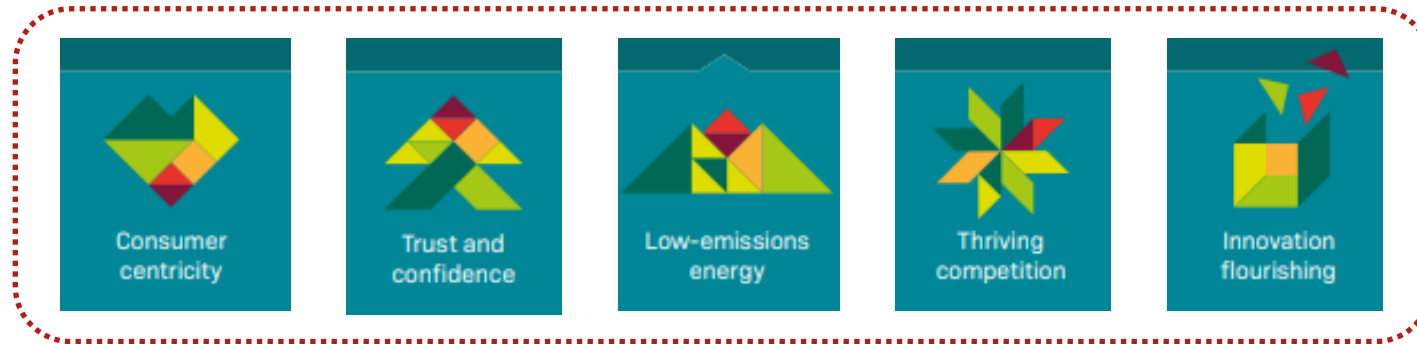 Consumer
centricity
Trust and
confidence
Low-emissions
energy
Thriving
competition
Innovation
flourishing